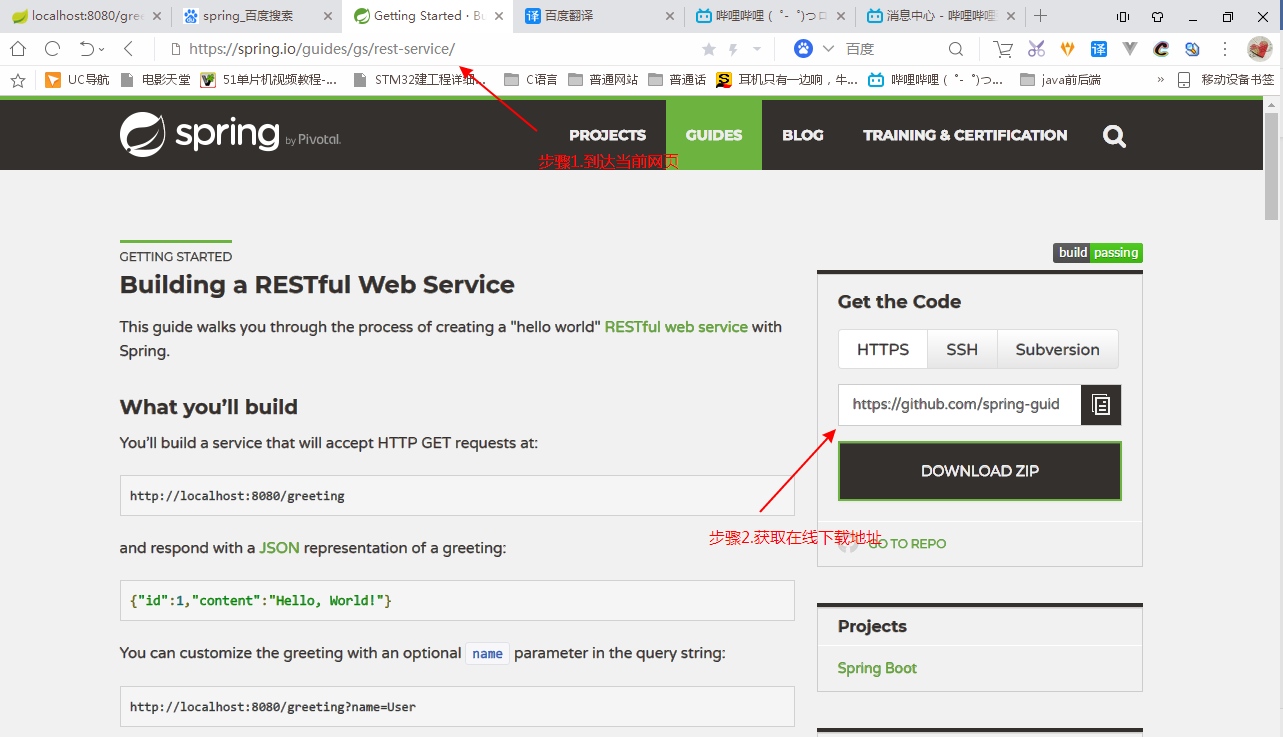 localhost:8080/gre
spring_百度搜索
Getting Started · Bu
百度翻译
哔哩哔哩 ( ゜- ゜)つロ
消息中心 - 哔哩哔哩
https://spring.io/guides/gs/rest-service/
百度
UC导航
电影天堂
51单片机视频教程-...
STM32建工程详细...
C语言
普通网站
普通话
耳机只有一边响，牛...
哔哩哔哩 ( ゜- ゜)つ...
java前后端
»
移动设备书签
spring by Pivotal.
PROJECTS
GUIDES
BLOG
TRAINING & CERTIFICATION
步骤1.到达当前网页
GETTING STARTED
build passing
Building a RESTful Web Service
This guide walks you through the process of creating a "hello world" RESTful web service with
Spring.
What you’ll build
You’ll build a service that will accept HTTP GET requests at:
http://localhost:8080/greeting
and respond with a JSON representation of a greeting:
{"id":1,"content":"Hello, World!"}
You can customize the greeting with an optional name parameter in the query string:
http://localhost:8080/greeting?name=User
Get the Code
HTTPS
SSH
Subversion
https://github.com/spring-guid
DOWNLOAD ZIP
步骤2.获取在线下载地址
GO TO REPO
Projects
Spring Boot